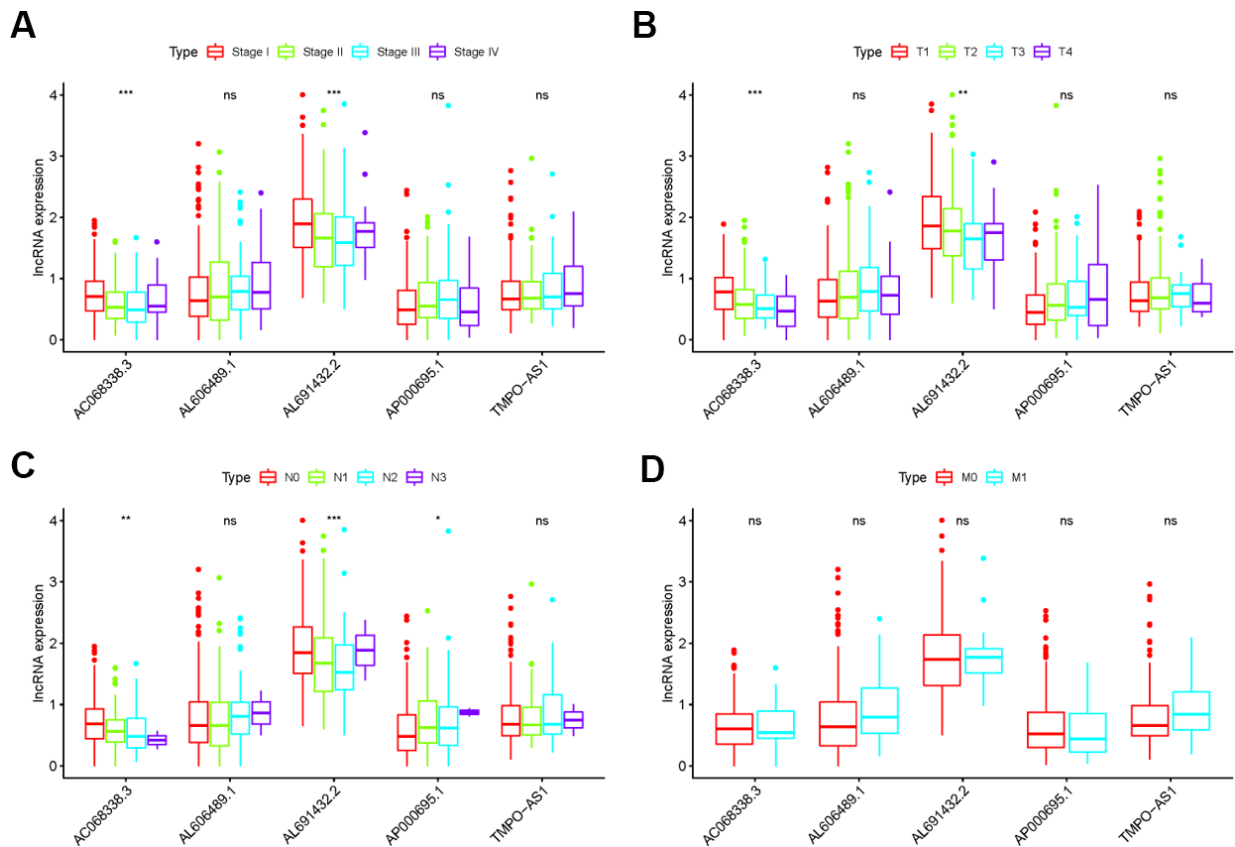 A
Type Stage I Stage II Stage III Stage IV
*** ns *** ns ns
lncRNA expression
4
3
2
1
0
AC068338.3 AL606489.1 AL691432.2 AP000695.1 TMPO-AS1
B
Type T1 T2 T3 T4
*** ns ** ns ns
lncRNA expression
4
3
2
1
0
AC068338.3 AL606489.1 AL691432.2 AP000695.1 TMPO-AS1
C
Type N0 N1 N2 N3
** ns *** * ns
lncRNA expression
4
3
2
1
0
AC068338.3 AL606489.1 AL691432.2 AP000695.1 TMPO-AS1
D
Type M0 M1
ns ns ns ns ns
lncRNA expression
4
3
2
1
0
AC068338.3 AL606489.1 AL691432.2 AP000695.1 TMPO-AS1